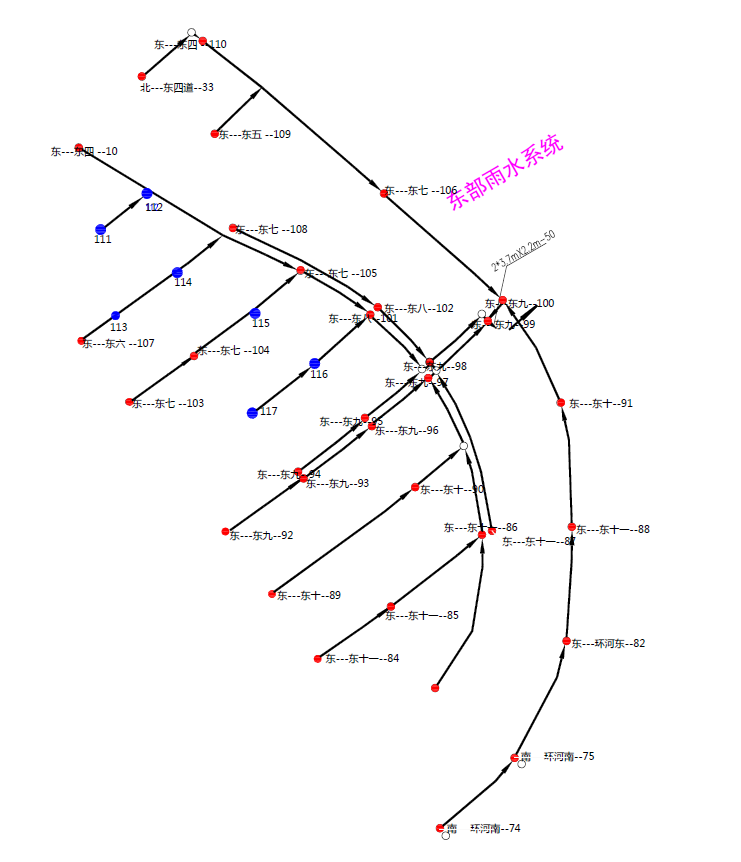 东---东四 --110
北---东四道--33
东---东五 --109
东---东四 --10
东部雨水系统
东---东七 --106
112
东---东七 --108
111
2*3.7mX2.2m-50
东---东七 --105
114
东---东九--100
东---东八--102
东---东八--101
113
115
东---东九--99
东---东六 --107
东---东七 --104
东---东九--98
116
东---东九--97
东---东七 --103
东---东十--91
117
东---东九--95
东---东九--96
东---东九--94
东---东九--93
东---东十--90
东---东十一--86
东---东十一--88
东---东九--92
东---东十一--87
东---东十--89
东---东十一--85
东---环河东--82
东---东十一--84
南 环河南--75
南 环河南--74